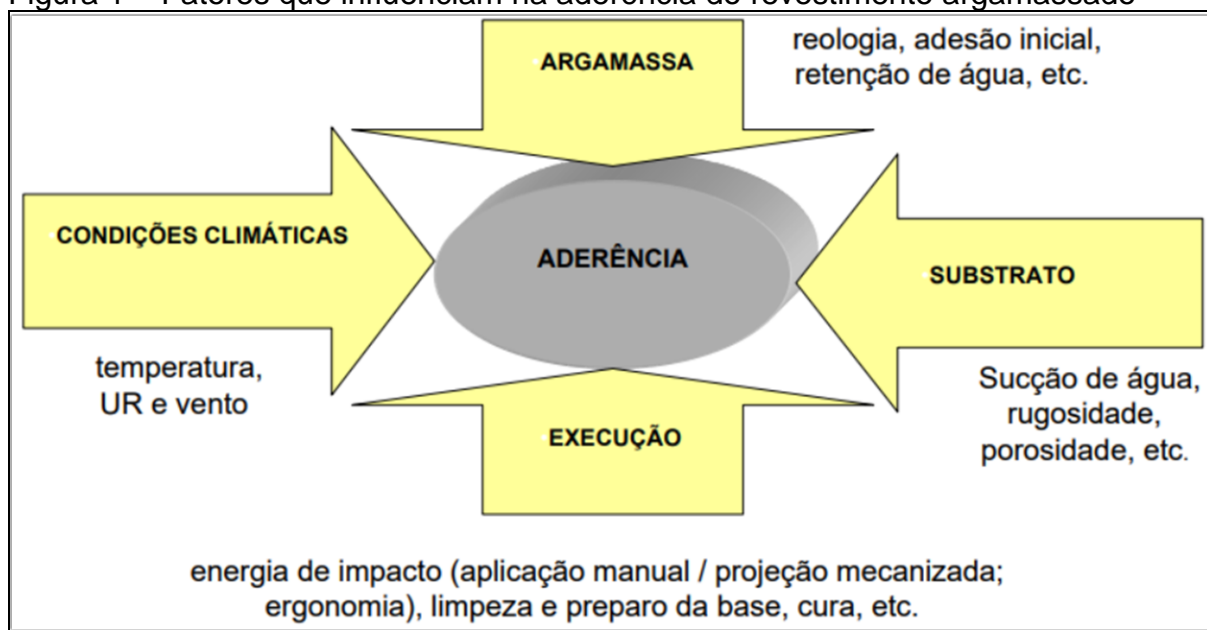 Figura 1 – Fatores que influenciam na aderência do revestimento argamassado
ARGAMASSA
reologia, adesão inicial,
retenção de água, etc.
CONDIÇÕES CLIMÁTICAS
ADERÊNCIA
SUBSTRATO
temperatura,
UR e vento
Sucção de água,
rugosidade,
porosidade, etc.
EXECUÇÃO
energia de impacto (aplicação manual / projeção mecanizada;
ergonomia), limpeza e preparo da base, cura, etc.